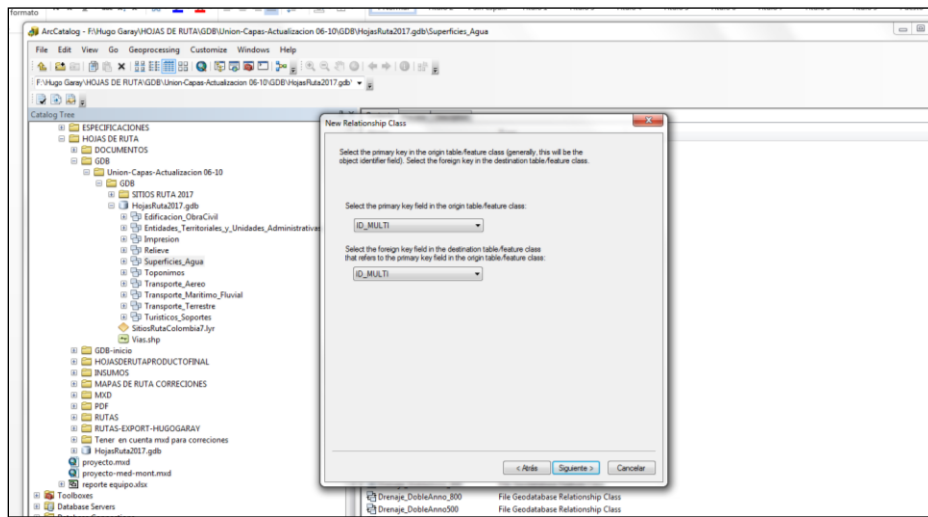 formato
ArcCatalog - F:\Hugo Garay\HOJAS DE RUTA\GDB\Union-Capas-Actualizacion 06-10\GDB\HojasRuta2017.gdb\Superficies_Agua
File Edit View Go Geoprocessing Customize Windows Help
F:\Hugo Garay\HOJAS DE RUTA\GDB\Union-Capas-Actualizacion 06-10\GDB\HojasRuta2017.gdb\
Catalog Tree
ESPECIFICACIONES
HOJAS DE RUTA
DOCUMENTOS
GDB
Union-Capas-Actualizacion 06-10
GDB
SITIOS RUTA 2017
HojasRuta2017.gdb
Edificacion_ObraCivil
Entidades_Territoriales_y_Unidades_Administrativas
Impresion
Relieve
Superficies_Agua
Toponimos
Transporte_Aereo
Transporte_Maritimo_Fluvial
Transporte_Terrestre
Turisticos_Soportes
SitiosRutaColombia7.lyr
Vias.shp
GDB-inicio
HOJASDERUTAPRODUCTOFINAL
INSUMOS
MAPAS DE RUTA CORRECIONES
MXD
PDF
RUTAS
RUTAS-EXPORT-HUGOGARAY
Tener en cuenta mxd para correciones
HojasRuta2017.gdb
proyecto.mxd
proyecto-med-mont.mxd
reporte equipo.xlsx
Toolboxes
Database Servers
New Relationship Class
Select the primary key in the origin table/feature class (generally, this will be the
object identifier field). Select the foreign key in the destination table/feature class.
Select the primary key field in the origin table/feature class:
ID_MULTI
Select the foreign key field in the destination table/feature class
that refers to the primary key field in the origin table/feature class:
ID_MULTI
< Atrás Siguiente > Cancelar
Drenaje_DobleAnno_800 File Geodatabase Relationship Class
Drenaje_DobleAnno500 File Geodatabase Relationship Class